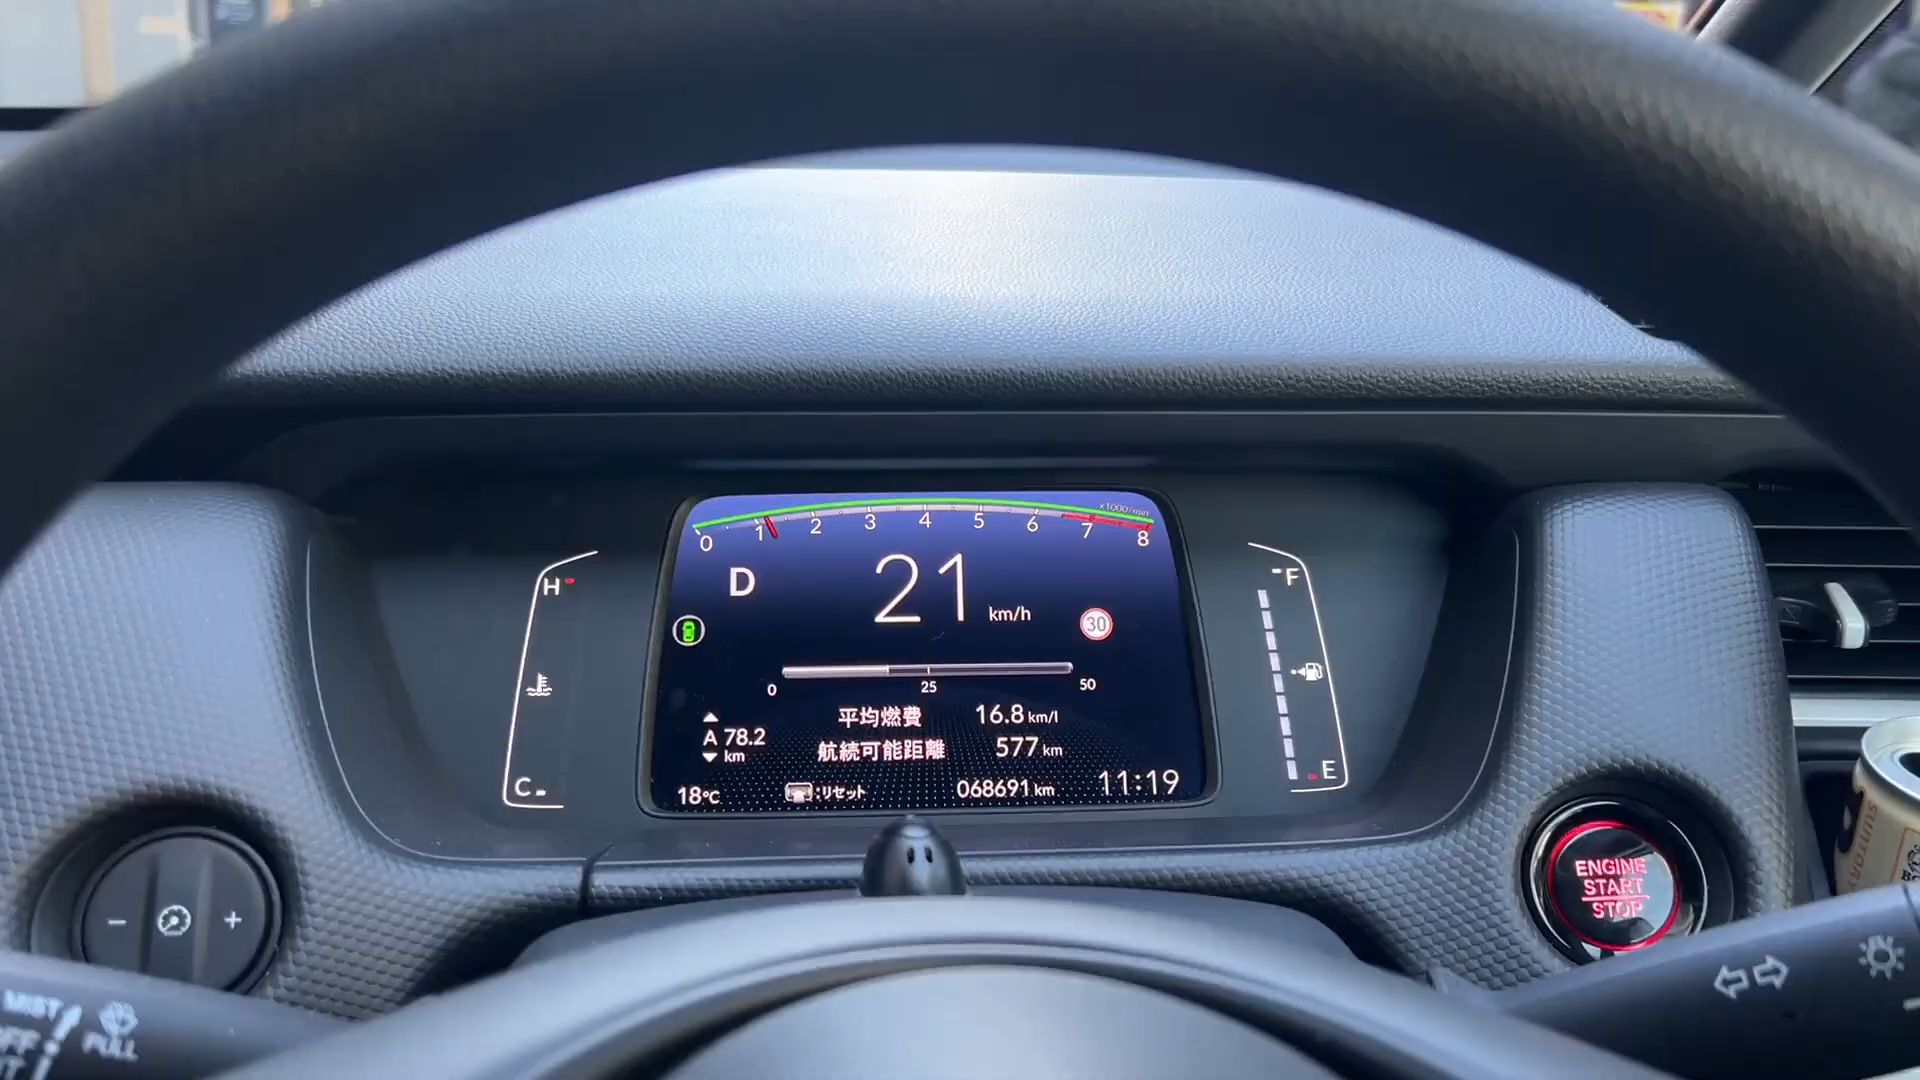 x1000/min
0 1 2 3 4 5 6 7 8
D
21 km/h
30
H
F
0 25 50
平均燃費 16.8 km/l
A 78.2 km
航続可能距離 577 km
C
E
18℃
:リセット
068691 km
11:19
ENGINE
START
STOP
SUNTORY
− +
MIST
PULL